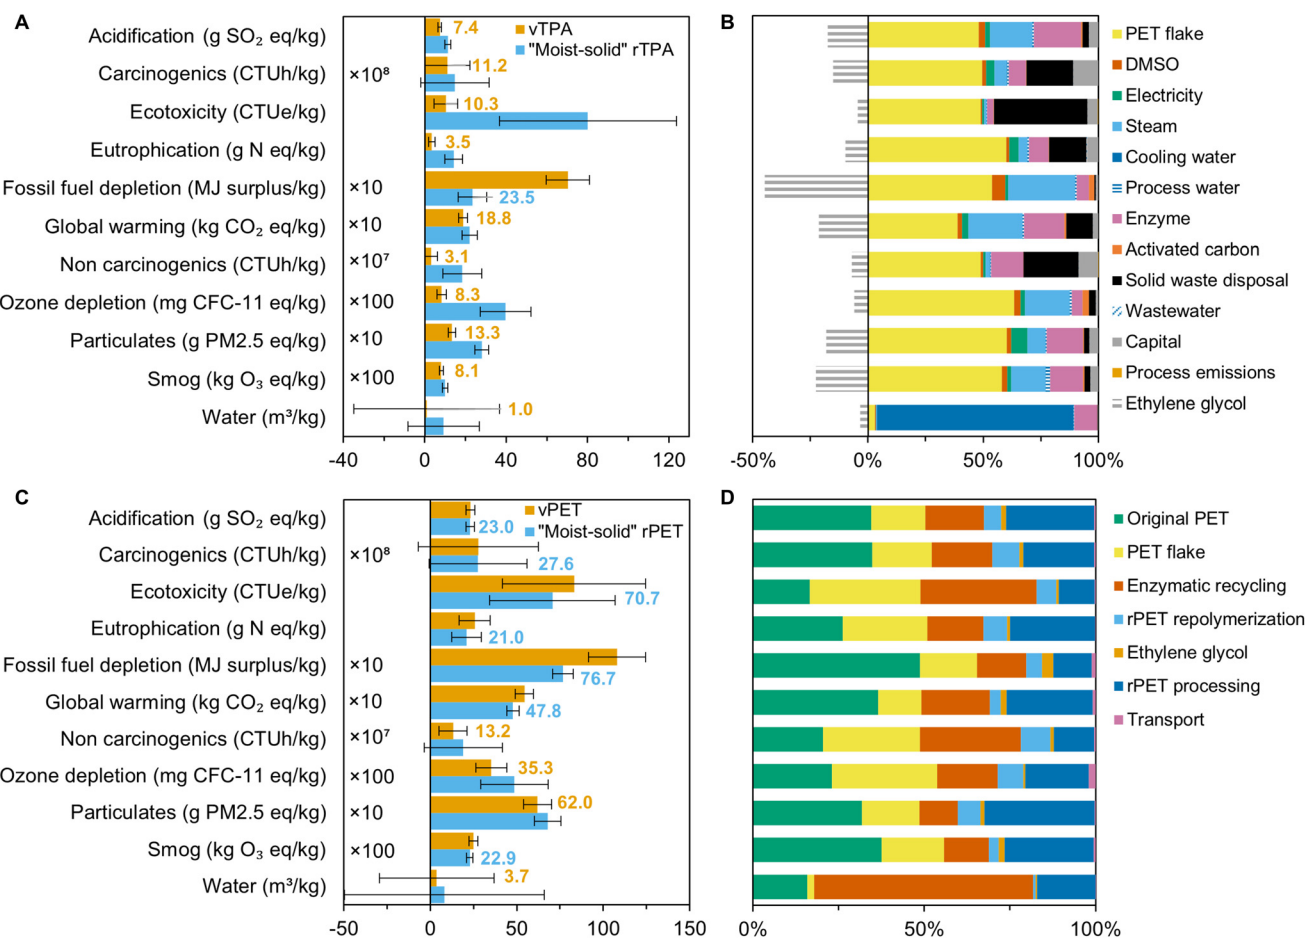 A
Acidification (g SO₂ eq/kg)
Carcinogenics (CTUh/kg) ×10⁸
Ecotoxicity (CTUe/kg)
Eutrophication (g N eq/kg)
Fossil fuel depletion (MJ surplus/kg) ×10
Global warming (kg CO₂ eq/kg) ×10
Non carcinogenics (CTUh/kg) ×10⁷
Ozone depletion (mg CFC-11 eq/kg) ×100
Particulates (g PM2.5 eq/kg) ×10
Smog (kg O₃ eq/kg) ×100
Water (m³/kg)
vTPA
"Moist-solid" rTPA
7.4
11.2
10.3
3.5
23.5
18.8
3.1
8.3
13.3
8.1
1.0
-40 0 40 80 120
B
PET flake
DMSO
Electricity
Steam
Cooling water
Process water
Enzyme
Activated carbon
Solid waste disposal
Wastewater
Capital
Process emissions
Ethylene glycol
-50% 0% 50% 100%
C
Acidification (g SO₂ eq/kg)
Carcinogenics (CTUh/kg) ×10⁸
Ecotoxicity (CTUe/kg)
Eutrophication (g N eq/kg)
Fossil fuel depletion (MJ surplus/kg) ×10
Global warming (kg CO₂ eq/kg) ×10
Non carcinogenics (CTUh/kg) ×10⁷
Ozone depletion (mg CFC-11 eq/kg) ×100
Particulates (g PM2.5 eq/kg) ×10
Smog (kg O₃ eq/kg) ×100
Water (m³/kg)
vPET
"Moist-solid" rPET
23.0
27.6
70.7
21.0
76.7
47.8
13.2
35.3
62.0
22.9
3.7
-50 0 50 100 150
D
Original PET
PET flake
Enzymatic recycling
rPET repolymerization
Ethylene glycol
rPET processing
Transport
0% 50% 100%